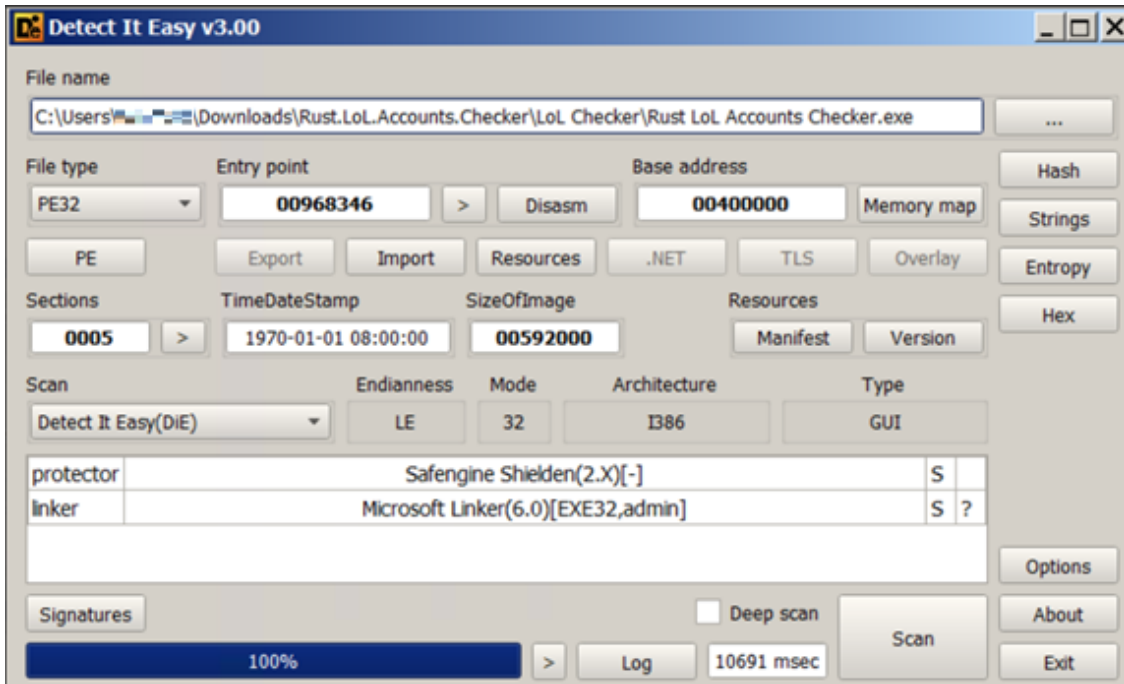 Detect It Easy v3.00
File name
C:\Users\ \Downloads\Rust.LoL.Accounts.Checker\LoL Checker\Rust LoL Accounts Checker.exe ...
File type Entry point Base address Hash
PE32 00968346 > Disasm 00400000 Memory map Strings
PE Export Import Resources .NET TLS Overlay Entropy
Sections TimeDateStamp SizeOfImage Resources Hex
0005 > 1970-01-01 08:00:00 00592000 Manifest Version
Scan Endianness Mode Architecture Type
Detect It Easy(DiE) LE 32 I386 GUI
protector Safengine Shielden(2.X)[-] S
linker Microsoft Linker(6.0)[EXE32,admin] S ?
Options
Signatures Deep scan Scan About
100% > Log 10691 msec Exit